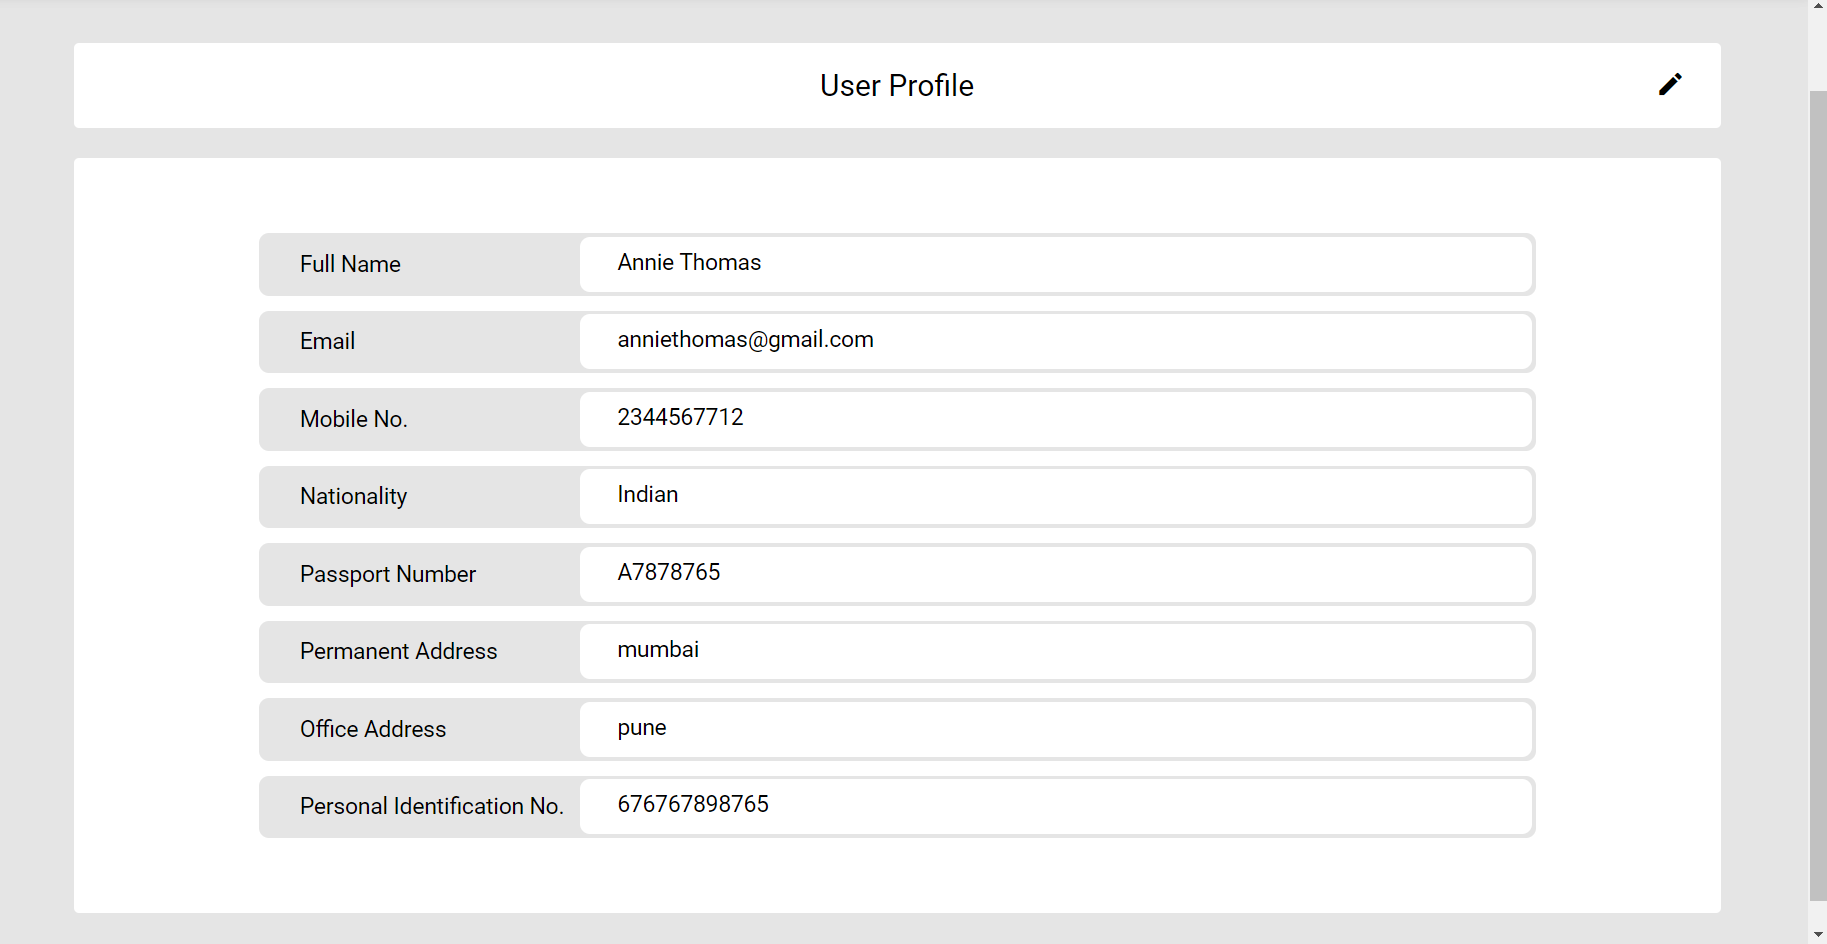 User Profile
Full Name Annie Thomas
Email anniethomas@gmail.com
Mobile No. 2344567712
Nationality Indian
Passport Number A7878765
Permanent Address mumbai
Office Address pune
Personal Identification No. 676767898765